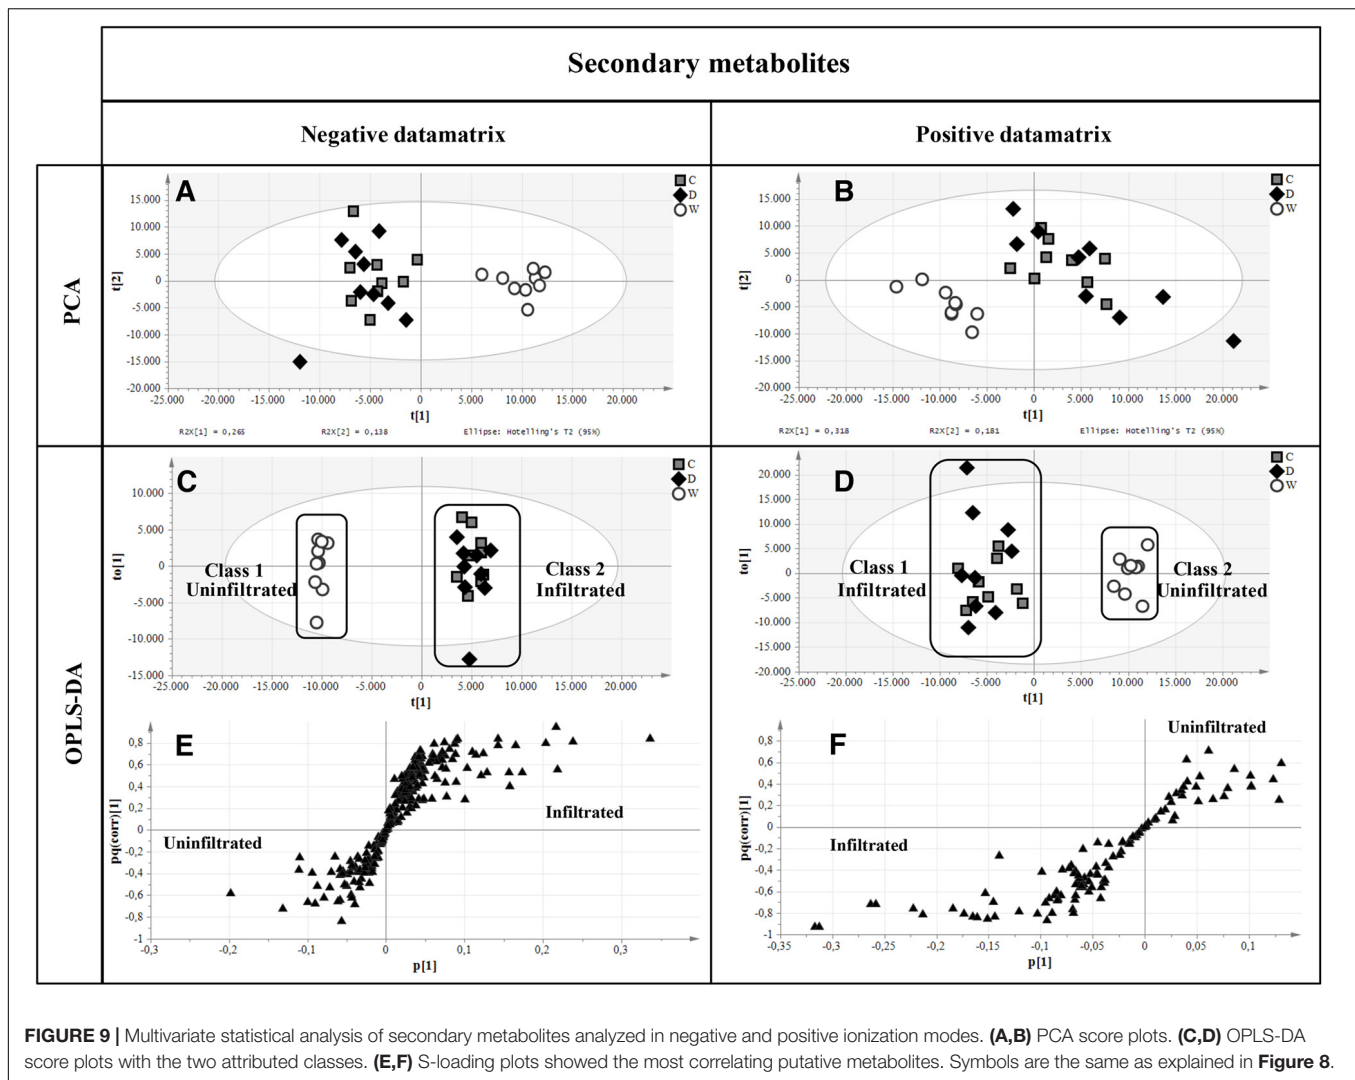 Secondary metabolites
Negative datamatrix
Positive datamatrix
PCA
A
C
D
W
15.000
10.000
5.000
0
-5.000
-10.000
-15.000
-20.000
t[2]
-25.000 -20.000 -15.000 -10.000 -5.000 0 5.000 10.000 15.000 20.000
t[1]
R2X[1] = 0,265 R2X[2] = 0,138 Ellipse: Hotelling's T2 (95%)
B
C
D
W
15.000
10.000
5.000
0
-5.000
-10.000
-15.000
-20.000
t[2]
-25.000 -20.000 -15.000 -10.000 -5.000 0 5.000 10.000 15.000 20.000
t[1]
R2X[1] = 0,318 R2X[2] = 0,181 Ellipse: Hotelling's T2 (95%)
OPLS-DA
C
C
D
W
10.000
5.000
0
-5.000
-10.000
-15.000
to[1]
Class 1
Uninfiltrated
Class 2
Infiltrated
-25.000 -20.000 -15.000 -10.000 -5.000 0 5.000 10.000 15.000 20.000
t[1]
D
C
D
W
20.000
15.000
10.000
5.000
0
-5.000
-10.000
-15.000
-20.000
to[1]
Class 1
Infiltrated
Class 2
Uninfiltrated
-25.000 -20.000 -15.000 -10.000 -5.000 0 5.000 10.000 15.000 20.000
t[1]
E
0,8
0,6
0,4
0,2
0
-0,2
-0,4
-0,6
-0,8
-1
pq(corr)[1]
Infiltrated
Uninfiltrated
-0,3 -0,2 -0,1 0 0,1 0,2 0,3
p[1]
F
Uninfiltrated
0,8
0,6
0,4
0,2
0
-0,2
-0,4
-0,6
-0,8
-1
pq(corr)[1]
Infiltrated
-0,35 -0,3 -0,25 -0,2 -0,15 -0,1 -0,05 0 0,05 0,1
p[1]
FIGURE 9 | Multivariate statistical analysis of secondary metabolites analyzed in negative and positive ionization modes. (A,B) PCA score plots. (C,D) OPLS-DA
score plots with the two attributed classes. (E,F) S-loading plots showed the most correlating putative metabolites. Symbols are the same as explained in Figure 8.